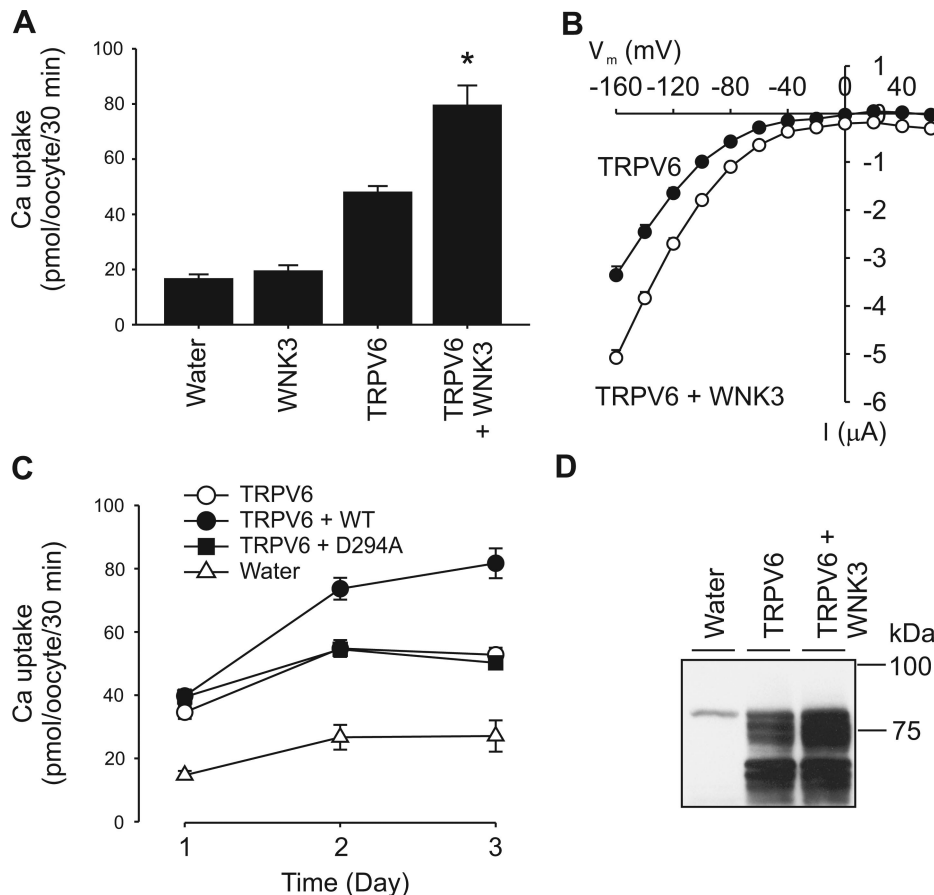 A
Ca uptake
(pmol/oocyte/30 min)
100
80
60
40
20
0
*
Water
WNK3
TRPV6
TRPV6
+ WNK3
B
Vm (mV)
-160 -120 -80 -40 0 40
1
0
-1
-2
-3
-4
-5
-6
TRPV6
TRPV6 + WNK3
I (μA)
C
Ca uptake
(pmol/oocyte/30 min)
100
80
60
40
20
0
TRPV6
TRPV6 + WT
TRPV6 + D294A
Water
1 2 3
Time (Day)
D
Water
TRPV6
TRPV6 +
WNK3
kDa
100
75